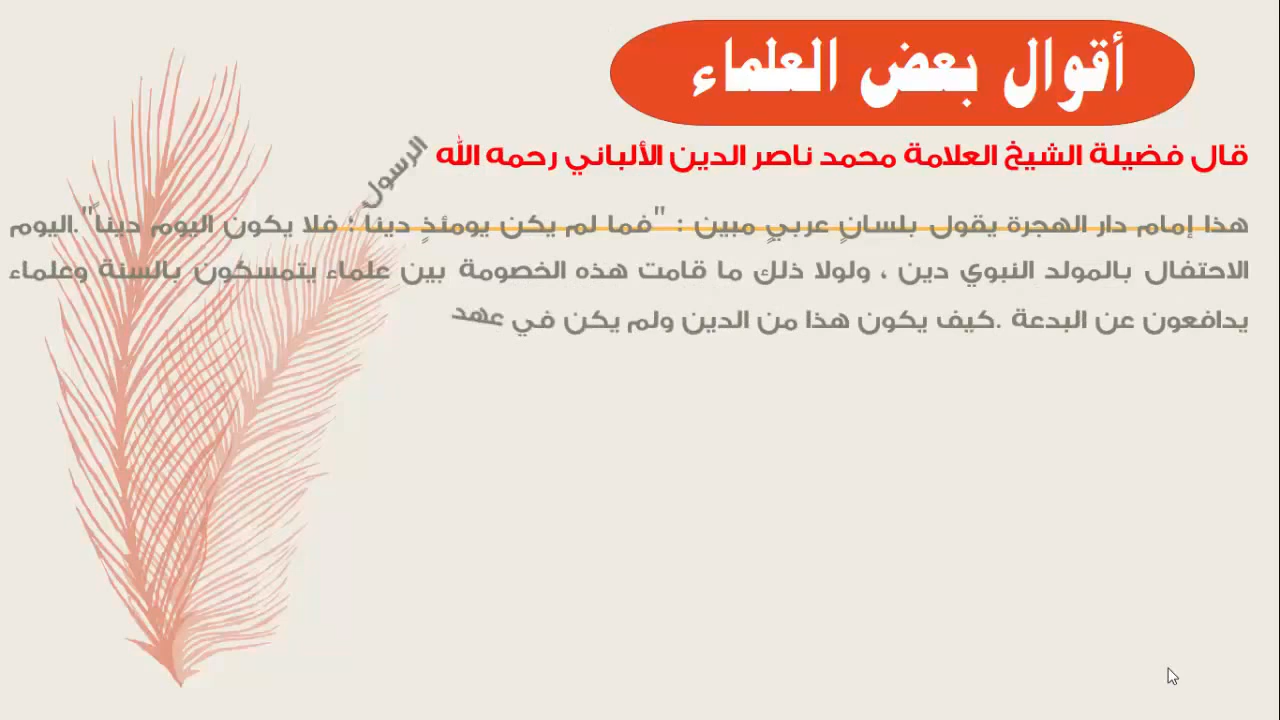 أقوال بعض العلماء
قال فضيلة الشيخ العلامة محمد ناصر الدين الألباني رحمه الله
هذا إمام دار الهجرة يقول بلسانٍ عربيٍ مبين : "فما لم يكن يومئذٍ ديناً ؛ فلا يكون اليوم ديناً".اليوم
الاحتفال بالمولد النبوي دين ، ولولا ذلك ما قامت هذه الخصومة بين علماء يتمسكون بالسنة وعلماء
يدافعون عن البدعة .كيف يكون هذا من الدين ولم يكن في عهد
الرسول